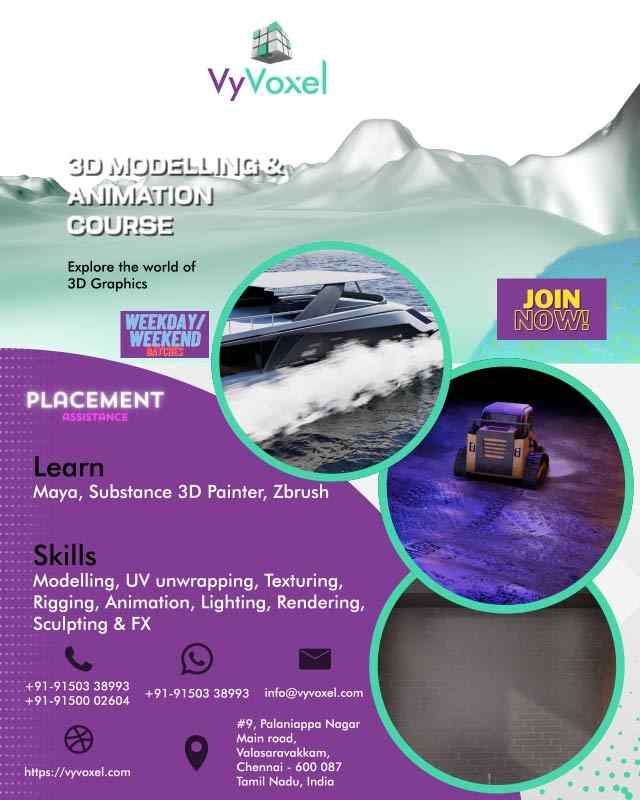 VyVoxel
3D MODELLING &
ANIMATION
COURSE
Explore the world of
3D Graphics
JOIN
NOW!
WEEKDAY/
WEEKEND
BATCHES
PLACEMENT
ASSISTANCE
Learn
Maya, Substance 3D Painter, Zbrush
Skills
Modelling, UV unwrapping, Texturing,
Rigging, Animation, Lighting, Rendering,
Sculpting & FX
+91-91503 38993
+91-91500 02604
+91-91503 38993
info@vyvoxel.com
https://vyvoxel.com
#9, Palaniappa Nagar
Main road,
Valasaravakkam,
Chennai - 600 087
Tamil Nadu, India